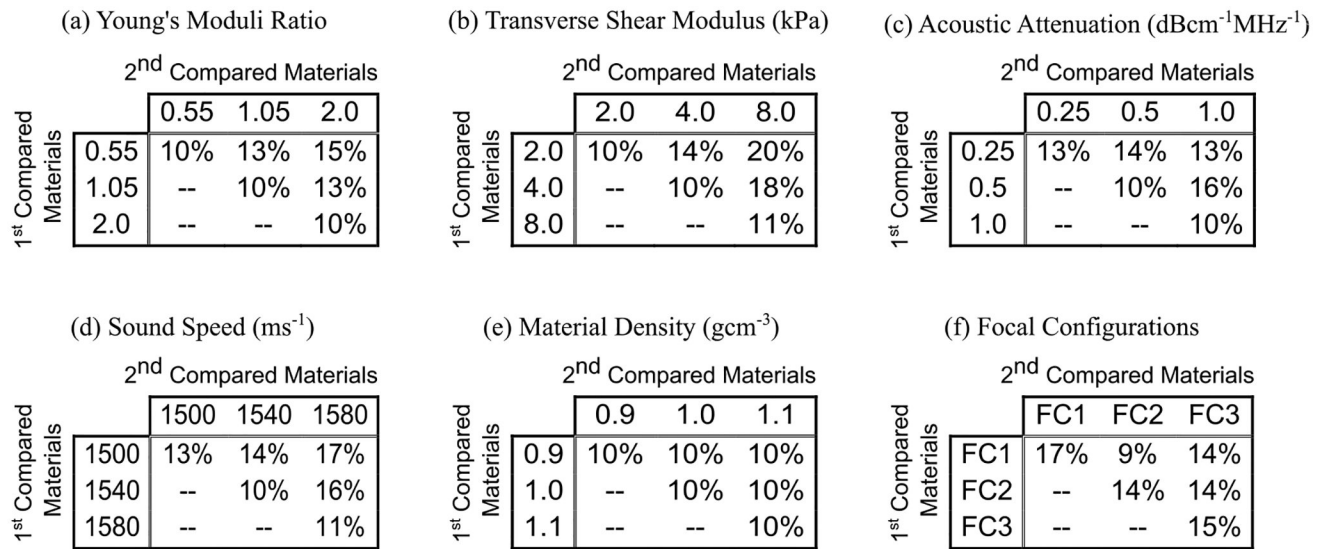 (a) Young's Moduli Ratio
2nd Compared Materials
1st Compared
Materials
0.55 1.05 2.0
0.55 10% 13% 15%
1.05 -- 10% 13%
2.0 -- -- 10%
(b) Transverse Shear Modulus (kPa)
2nd Compared Materials
1st Compared
Materials
2.0 4.0 8.0
2.0 10% 14% 20%
4.0 -- 10% 18%
8.0 -- -- 11%
(c) Acoustic Attenuation (dBcm-1MHz-1)
2nd Compared Materials
1st Compared
Materials
0.25 0.5 1.0
0.25 13% 14% 13%
0.5 -- 10% 16%
1.0 -- -- 10%
(d) Sound Speed (ms-1)
2nd Compared Materials
1st Compared
Materials
1500 1540 1580
1500 13% 14% 17%
1540 -- 10% 16%
1580 -- -- 11%
(e) Material Density (gcm-3)
2nd Compared Materials
1st Compared
Materials
0.9 1.0 1.1
0.9 10% 10% 10%
1.0 -- 10% 10%
1.1 -- -- 10%
(f) Focal Configurations
2nd Compared Materials
1st Compared
Materials
FC1 FC2 FC3
FC1 17% 9% 14%
FC2 -- 14% 14%
FC3 -- -- 15%